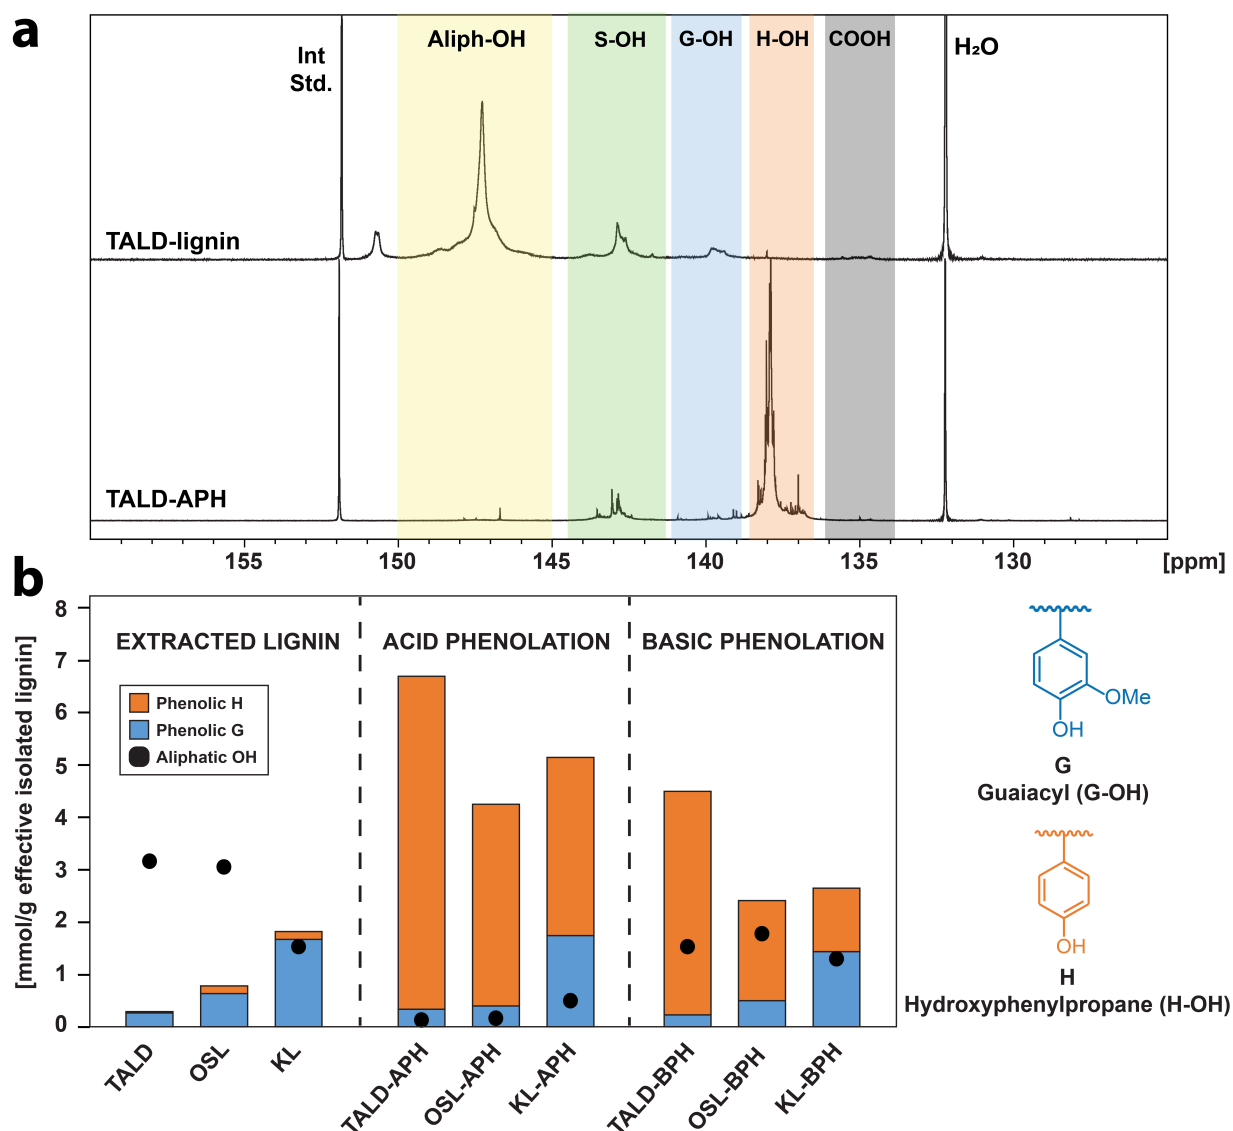 a
Int
Std.
Aliph-OH
S-OH
G-OH
H-OH
COOH
H₂O
TALD-lignin
TALD-APH
155
150
145
140
135
130
[ppm]
b
[mmol/g effective isolated lignin]
8
7
6
5
4
3
2
1
0
EXTRACTED LIGNIN
ACID PHENOLATION
BASIC PHENOLATION
Phenolic H
Phenolic G
Aliphatic OH
TALD
OSL
KL
TALD-APH
OSL-APH
KL-APH
TALD-BPH
OSL-BPH
KL-BPH
OMe
OH
G
Guaiacyl (G-OH)
OH
H
Hydroxyphenylpropane (H-OH)